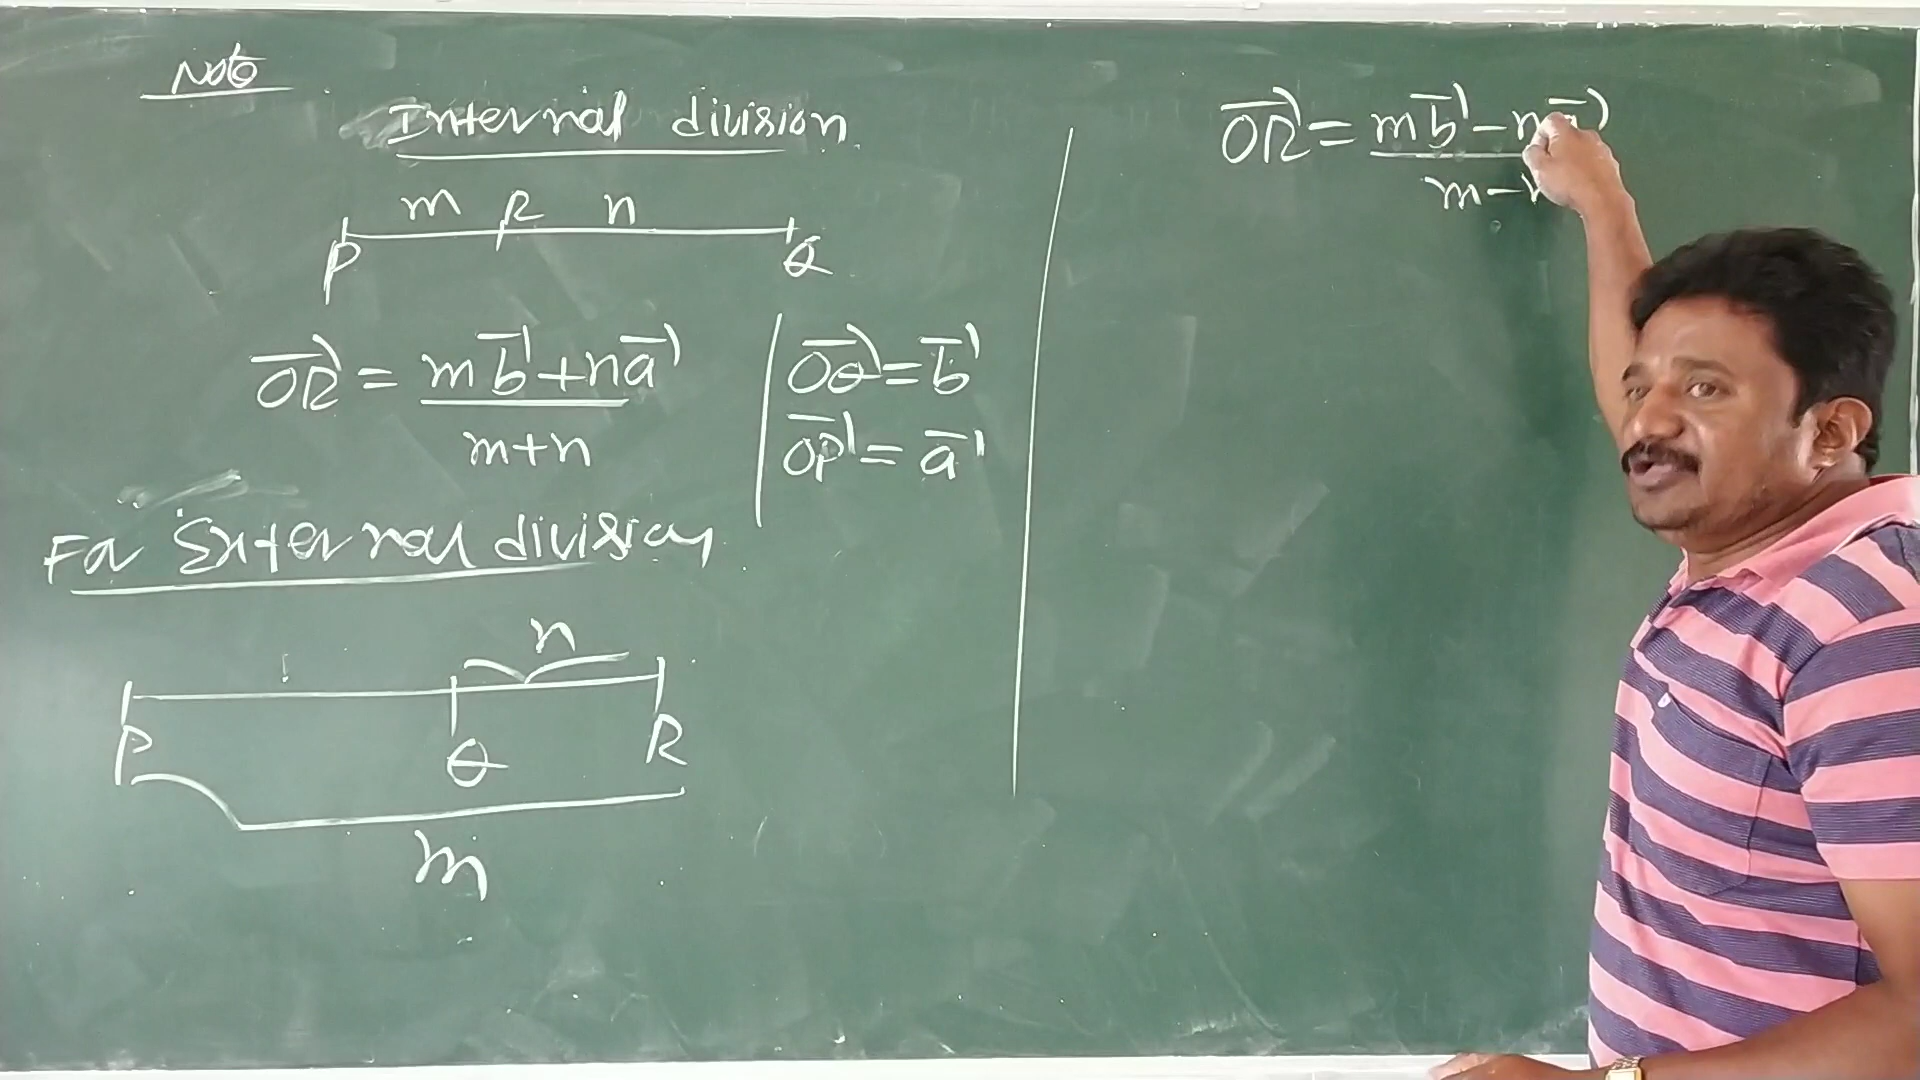 Note
Internal division
m R n
P Q
OR = mb + na / m+n
OQ = b
OP = a
For External division
n
P Q R
m
OR = mb − na / m−